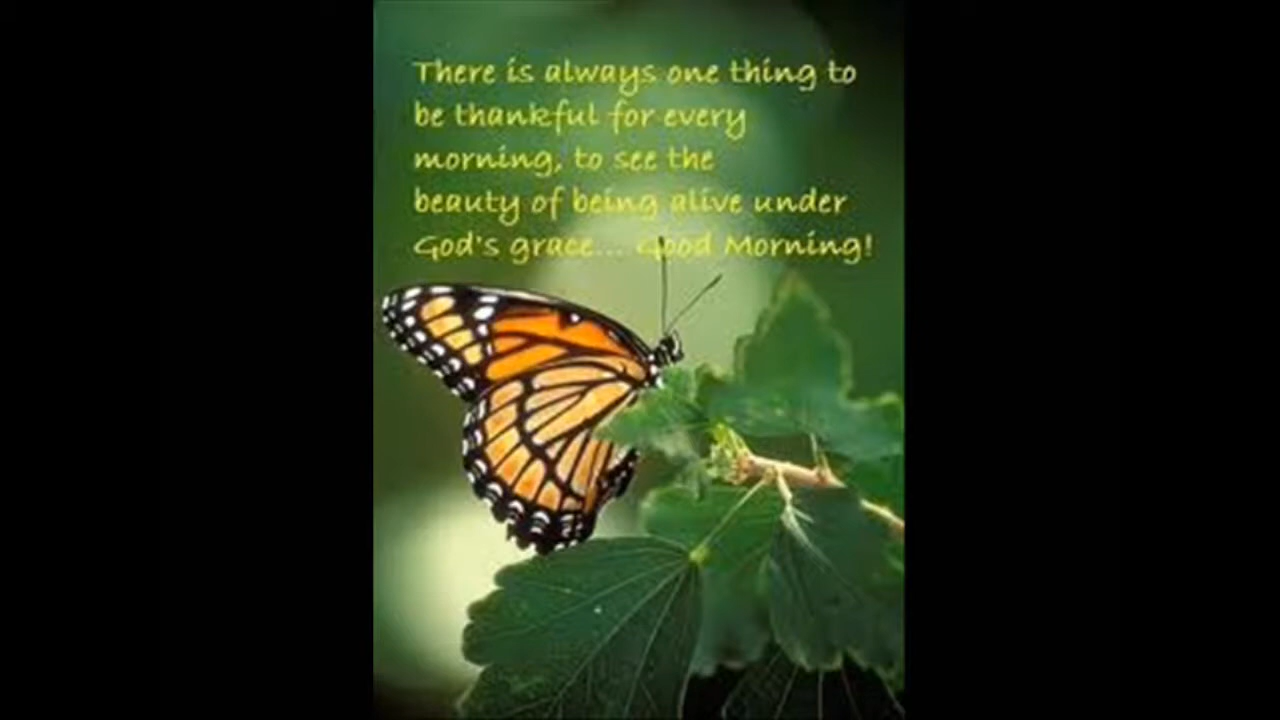 There is always one thing to
be thankful for every
morning, to see the
beauty of being alive under
God's grace... Good Morning!